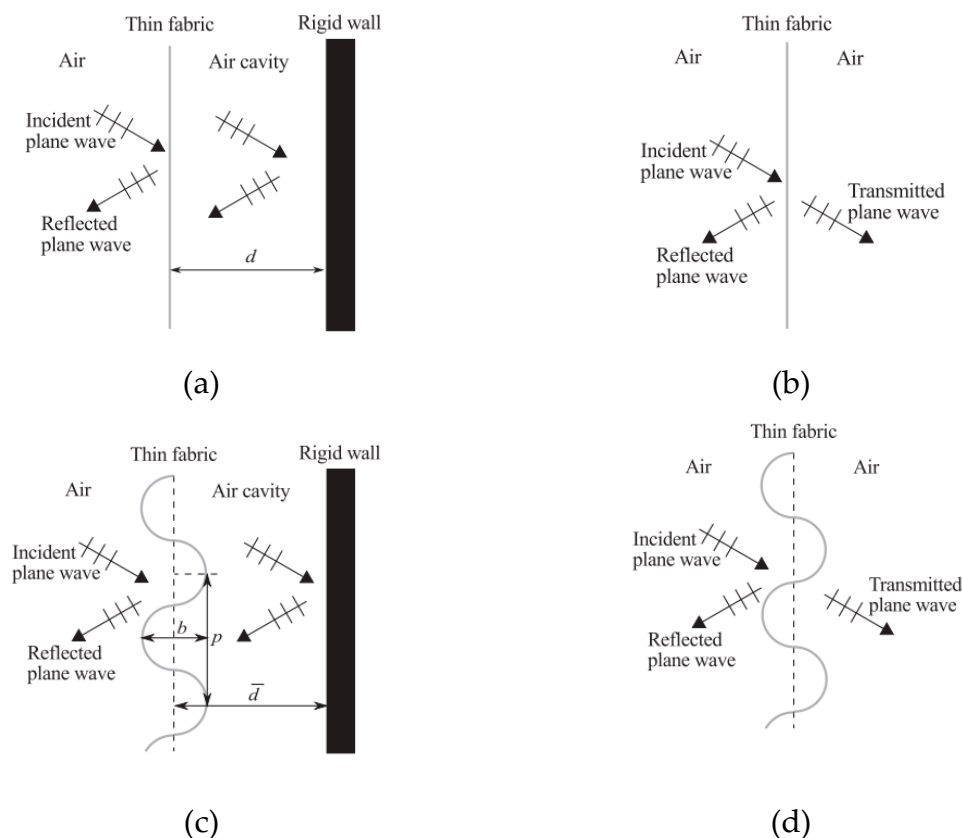 Thin fabric
Rigid wall
Air
Air cavity
Incident
plane wave
Reflected
plane wave
d
(a)
Thin fabric
Air
Air
Incident
plane wave
Transmitted
plane wave
Reflected
plane wave
(b)
Thin fabric
Rigid wall
Air
Air cavity
Incident
plane wave
b
p
Reflected
plane wave
d̅
(c)
Thin fabric
Air
Air
Incident
plane wave
Transmitted
plane wave
Reflected
plane wave
(d)